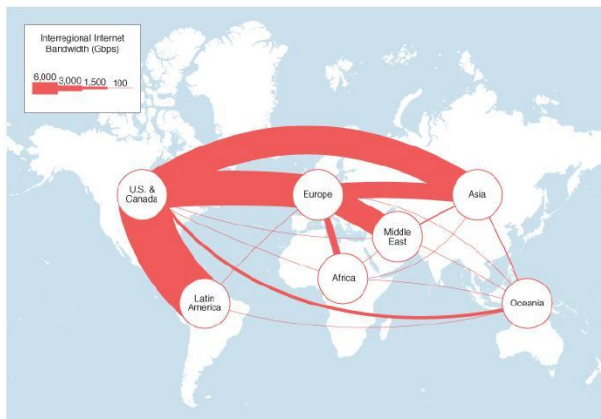 Interregional Internet
Bandwidth (Gbps)
6,000 3,000 1,500 100
U.S. &
Canada
Europe
Asia
Middle
East
Africa
Latin
America
Oceania